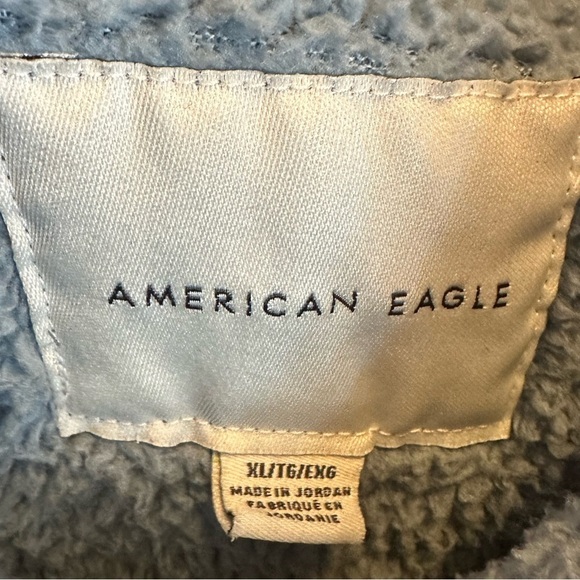 AMERICAN EAGLE
XL/TG/EXG
MADE IN JORDAN
FABRIQUÉ EN
JORDANIE